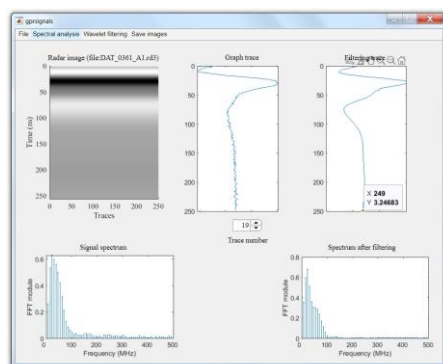 gprsignals
File Spectral analysis Wavelet filtering Save images
Radar image (file:DAT_0361_A1.rd3)
Graph trace
Filtering trace
Time (ns)
0
50
100
150
200
250
0 50 100 150 200 250
Traces
0
50
100
150
200
250
0
50
100
150
200
250
X 249
Y 3.24683
19
Trace number
Signal spectrum
Spectrum after filtering
FFT module
0.6
0.4
0.2
0
0 100 200 300 400 500
Frequency (MHz)
FFT module
0.8
0.6
0.4
0.2
0
0 100 200 300 400 500
Frequency (MHz)